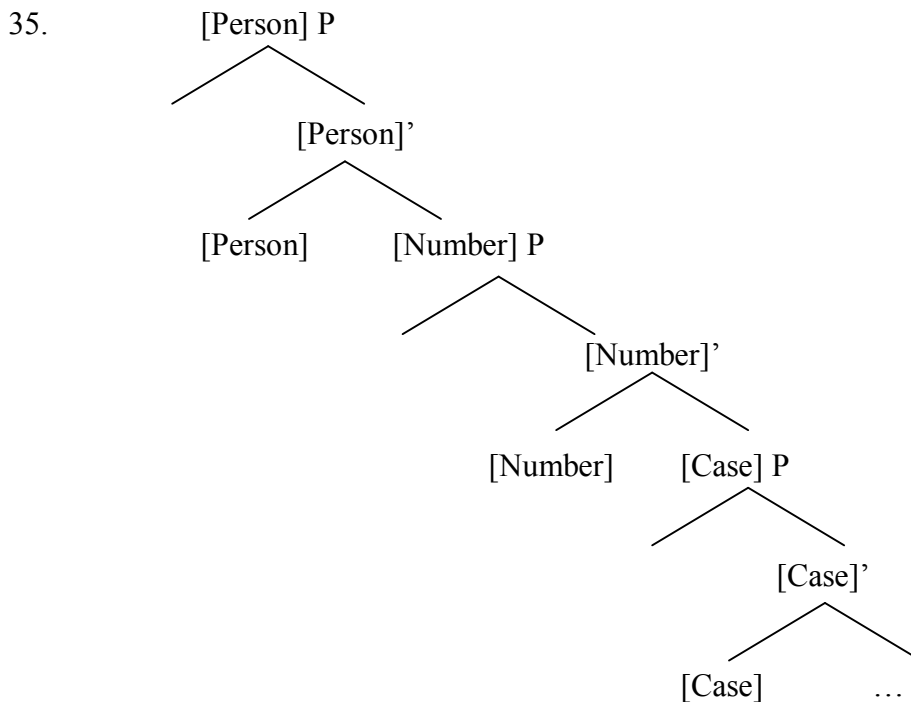 35. [Person] P
[Person]’
[Person] [Number] P
[Number]’
[Number] [Case] P
[Case]’
[Case] …